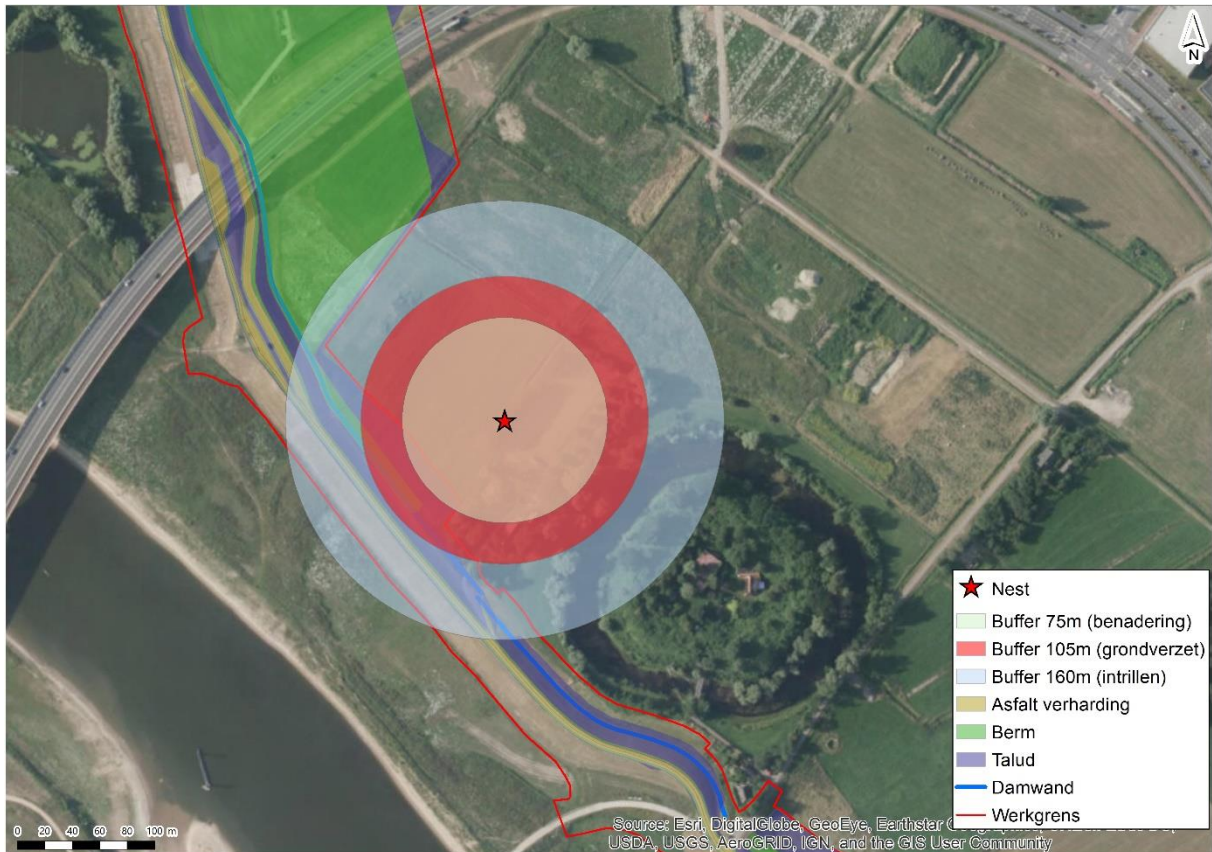 N
Nest
Buffer 75m (benadering)
Buffer 105m (grondverzet)
Buffer 160m (intrillen)
Asfalt verharding
Berm
Talud
Damwand
Werkgrens
0 20 40 60 80 100 m
Source: Esri, DigitalGlobe, GeoEye, Earthstar
USDA, USGS, AeroGRID, IGN, and the GIS User Community